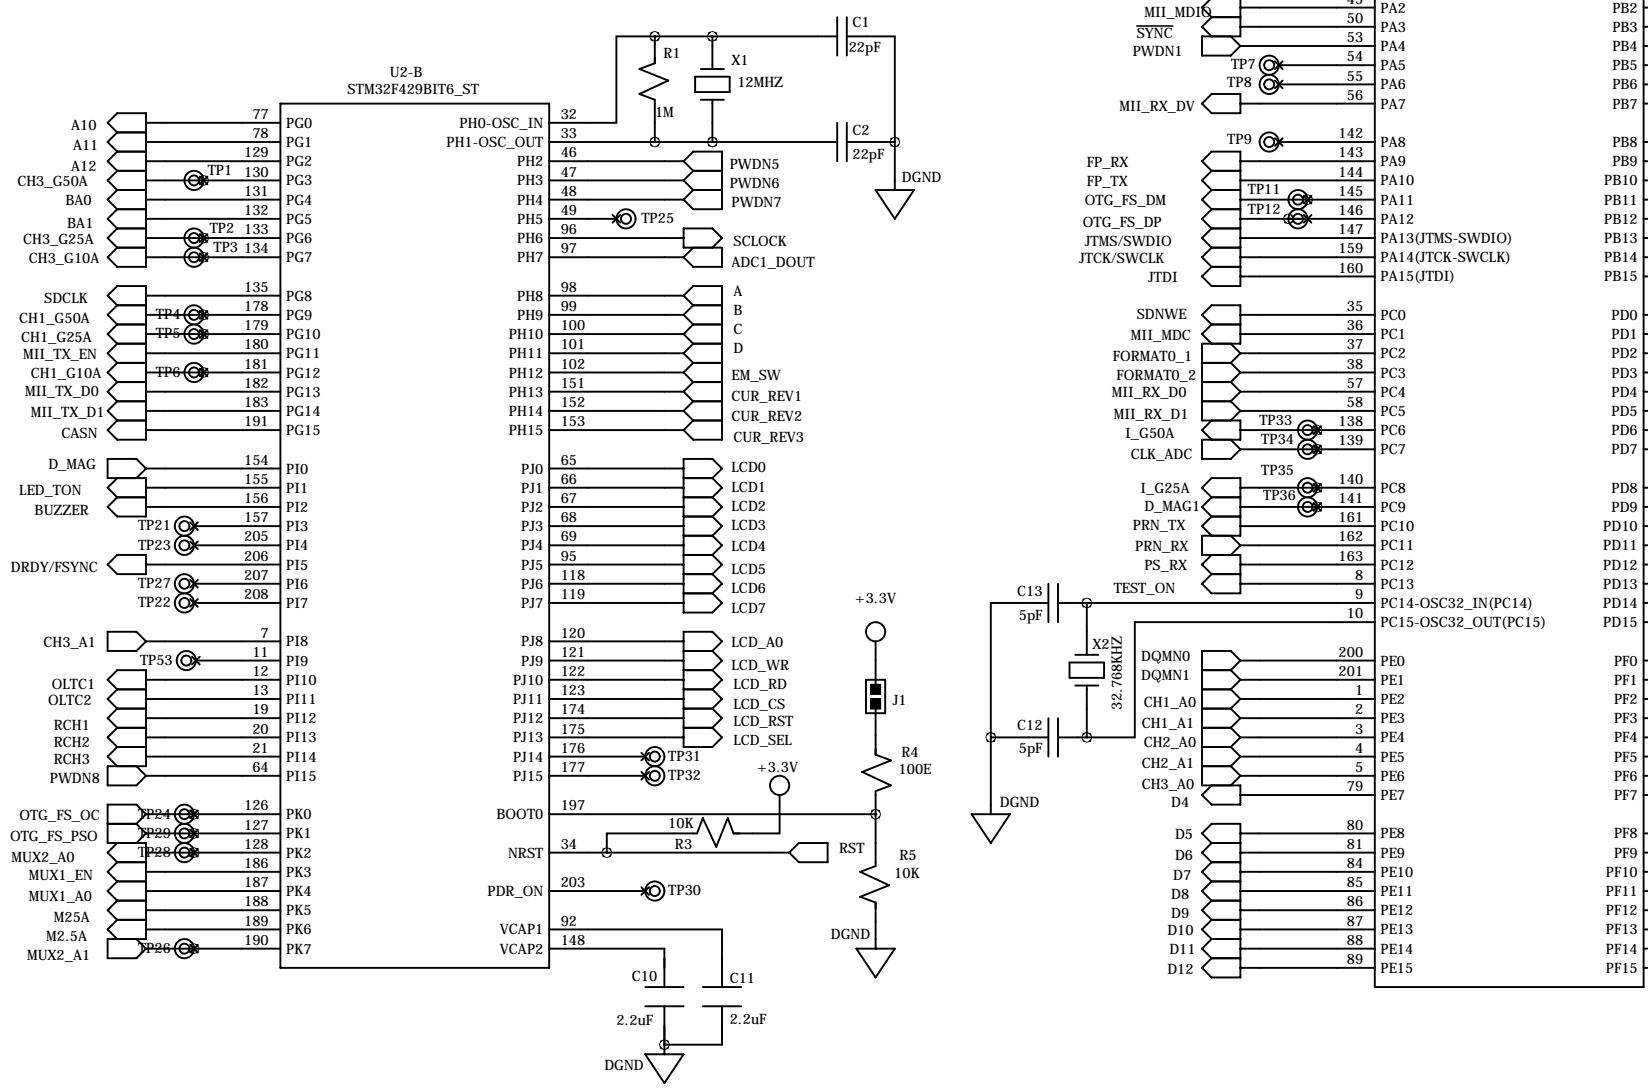 U2-B
STM32F429BIT6_ST
A10 77 PG0
A11 78 PG1
A12 129 PG2
CH3_G50A TP1 130 PG3
BA0 131 PG4
BA1 132 PG5
CH3_G25A TP2 133 PG6
CH3_G10A TP3 134 PG7
SDCLK 135 PG8
CH1_G50A TP4 178 PG9
CH1_G25A TP5 179 PG10
MII_TX_EN 180 PG11
CH1_G10A TP6 181 PG12
MII_TX_D0 182 PG13
MII_TX_D1 183 PG14
CASN 191 PG15
D_MAG 154 PI0
LED_TON 155 PI1
BUZZER 156 PI2
TP21 157 PI3
TP23 205 PI4
DRDY/FSYNC 206 PI5
TP27 207 PI6
TP22 208 PI7
CH3_A1 7 PI8
TP53 11 PI9
OLTC1 12 PI10
OLTC2 13 PI11
RCH1 19 PI12
RCH2 20 PI13
RCH3 21 PI14
PWDN8 64 PI15
OTG_FS_OC TP24 126 PK0
OTG_FS_PSO TP29 127 PK1
MUX2_A0 TP28 128 PK2
MUX1_EN 186 PK3
MUX1_A0 187 PK4
M25A 188 PK5
M2.5A 189 PK6
MUX2_A1 TP26 190 PK7
PH0-OSC_IN 32
PH1-OSC_OUT 33
PH2 46 PWDN5
PH3 47 PWDN6
PH4 48 PWDN7
PH5 49 TP25
PH6 96 SCLOCK
PH7 97 ADC1_DOUT
PH8 98 A
PH9 99 B
PH10 100 C
PH11 101 D
PH12 102 EM_SW
PH13 151 CUR_REV1
PH14 152 CUR_REV2
PH15 153 CUR_REV3
PJ0 65 LCD0
PJ1 66 LCD1
PJ2 67 LCD2
PJ3 68 LCD3
PJ4 69 LCD4
PJ5 95 LCD5
PJ6 118 LCD6
PJ7 119 LCD7
PJ8 120 LCD_A0
PJ9 121 LCD_WR
PJ10 122 LCD_RD
PJ11 123 LCD_CS
PJ12 174 LCD_RST
PJ13 175 LCD_SEL
PJ14 176 TP31
PJ15 177 TP32
BOOT0 197
NRST 34 RST
PDR_ON 203 TP30
VCAP1 92
VCAP2 148
R1
1M
X1
12MHZ
C1
22pF
C2
22pF
DGND
+3.3V
J1
R4
100E
+3.3V
10K
R3
R5
10K
DGND
C10
2.2uF
C11
2.2uF
DGND
PA2 PB2
MII_MDIO 50 PA3 PB3
SYNC
PWDN1 53 PA4 PB4
TP7 54 PA5 PB5
TP8 55 PA6 PB6
MII_RX_DV 56 PA7 PB7
TP9 142 PA8 PB8
FP_RX 143 PA9 PB9
FP_TX 144 PA10 PB10
OTG_FS_DM TP11 145 PA11 PB11
OTG_FS_DP TP12 146 PA12 PB12
JTMS/SWDIO 147 PA13(JTMS-SWDIO) PB13
JTCK/SWCLK 159 PA14(JTCK-SWCLK) PB14
JTDI 160 PA15(JTDI) PB15
SDNWE 35 PC0 PD0
MII_MDC 36 PC1 PD1
FORMAT0_1 37 PC2 PD2
FORMAT0_2 38 PC3 PD3
MII_RX_D0 57 PC4 PD4
MII_RX_D1 58 PC5 PD5
I_G50A TP33 138 PC6 PD6
CLK_ADC TP34 139 PC7 PD7
TP35
I_G25A 140 PC8 PD8
D_MAG1 TP36 141 PC9 PD9
PRN_TX 161 PC10 PD10
PRN_RX 162 PC11 PD11
PS_RX 163 PC12 PD12
TEST_ON 8 PC13 PD13
9 PC14-OSC32_IN(PC14) PD14
10 PC15-OSC32_OUT(PC15) PD15
C13
5pF
X2
32.768KHZ
C12
5pF
DGND
DQMN0 200 PE0 PF0
DQMN1 201 PE1 PF1
CH1_A0 1 PE2 PF2
CH1_A1 2 PE3 PF3
CH2_A0 3 PE4 PF4
CH2_A1 4 PE5 PF5
CH3_A0 5 PE6 PF6
D4 79 PE7 PF7
D5 80 PE8 PF8
D6 81 PE9 PF9
D7 84 PE10 PF10
D8 85 PE11 PF11
D9 86 PE12 PF12
D10 87 PE13 PF13
D11 88 PE14 PF14
D12 89 PE15 PF15